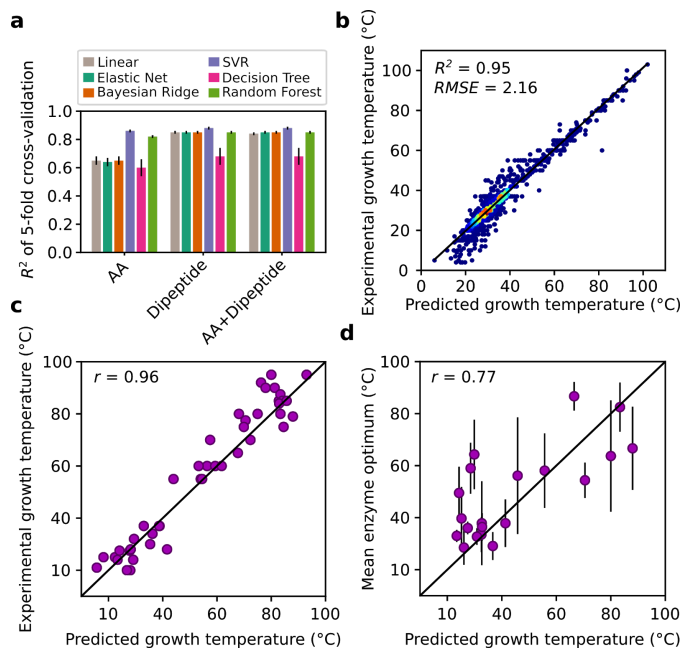 a
Linear
Elastic Net
Bayesian Ridge
SVR
Decision Tree
Random Forest
R² of 5-fold cross-validation
1.0
0.8
0.6
0.4
0.2
0.0
AA
Dipeptide
AA+Dipeptide
b
R² = 0.95
RMSE = 2.16
Experimental growth temperature (°C)
100
80
60
40
20
0
0 20 40 60 80 100
Predicted growth temperature (°C)
c
r = 0.96
Experimental growth temperature (°C)
100
80
60
40
10
10 40 60 80 100
Predicted growth temperature (°C)
d
r = 0.77
Mean enzyme optimum (°C)
100
80
60
40
10
10 40 60 80 100
Predicted growth temperature (°C)